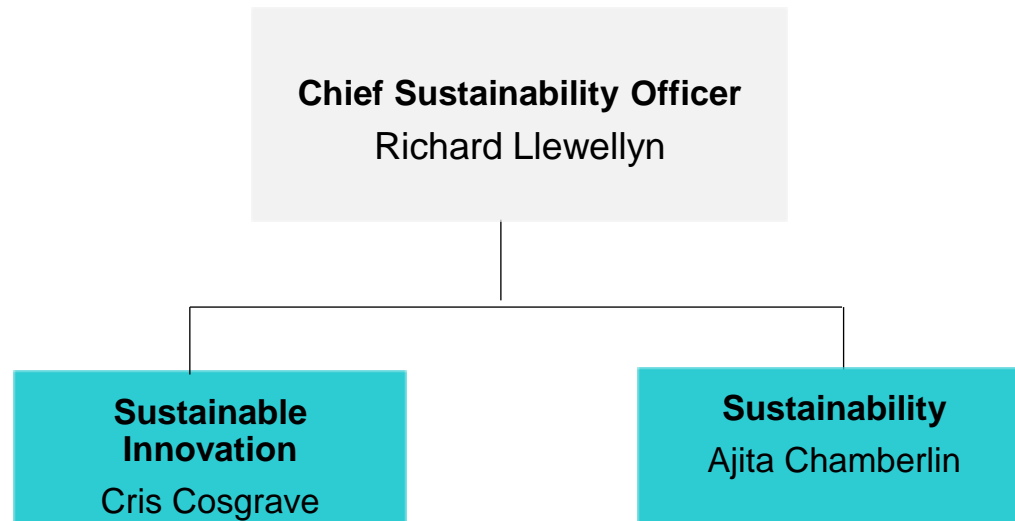 Chief Sustainability Officer
Richard Llewellyn
Sustainable
Innovation
Cris Cosgrave
Sustainability
Ajita Chamberlin